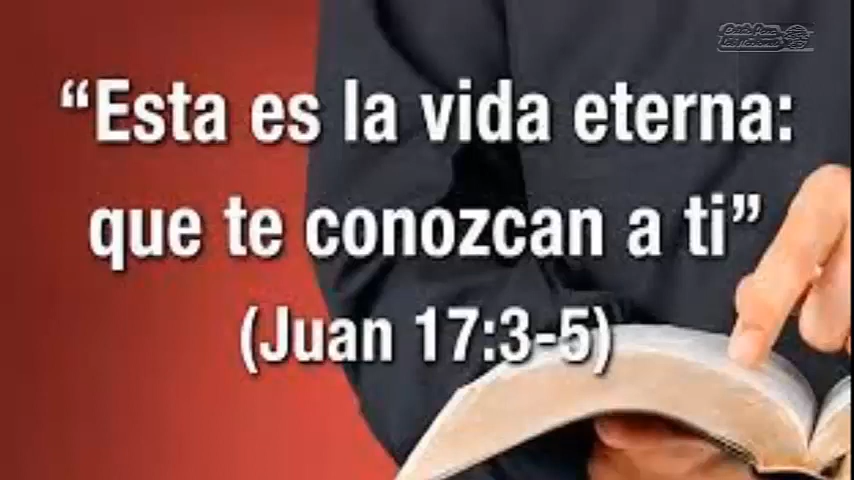 “Esta es la vida eterna:
que te conozcan a ti”
(Juan 17:3-5)